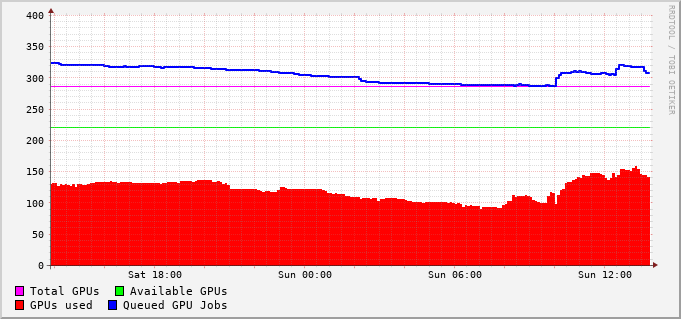 400
350
300
250
200
150
100
50
0
Sat 18:00 Sun 00:00 Sun 06:00 Sun 12:00
Total GPUs Available GPUs
GPUs used Queued GPU Jobs
RRDTOOL / TOBI OETIKER